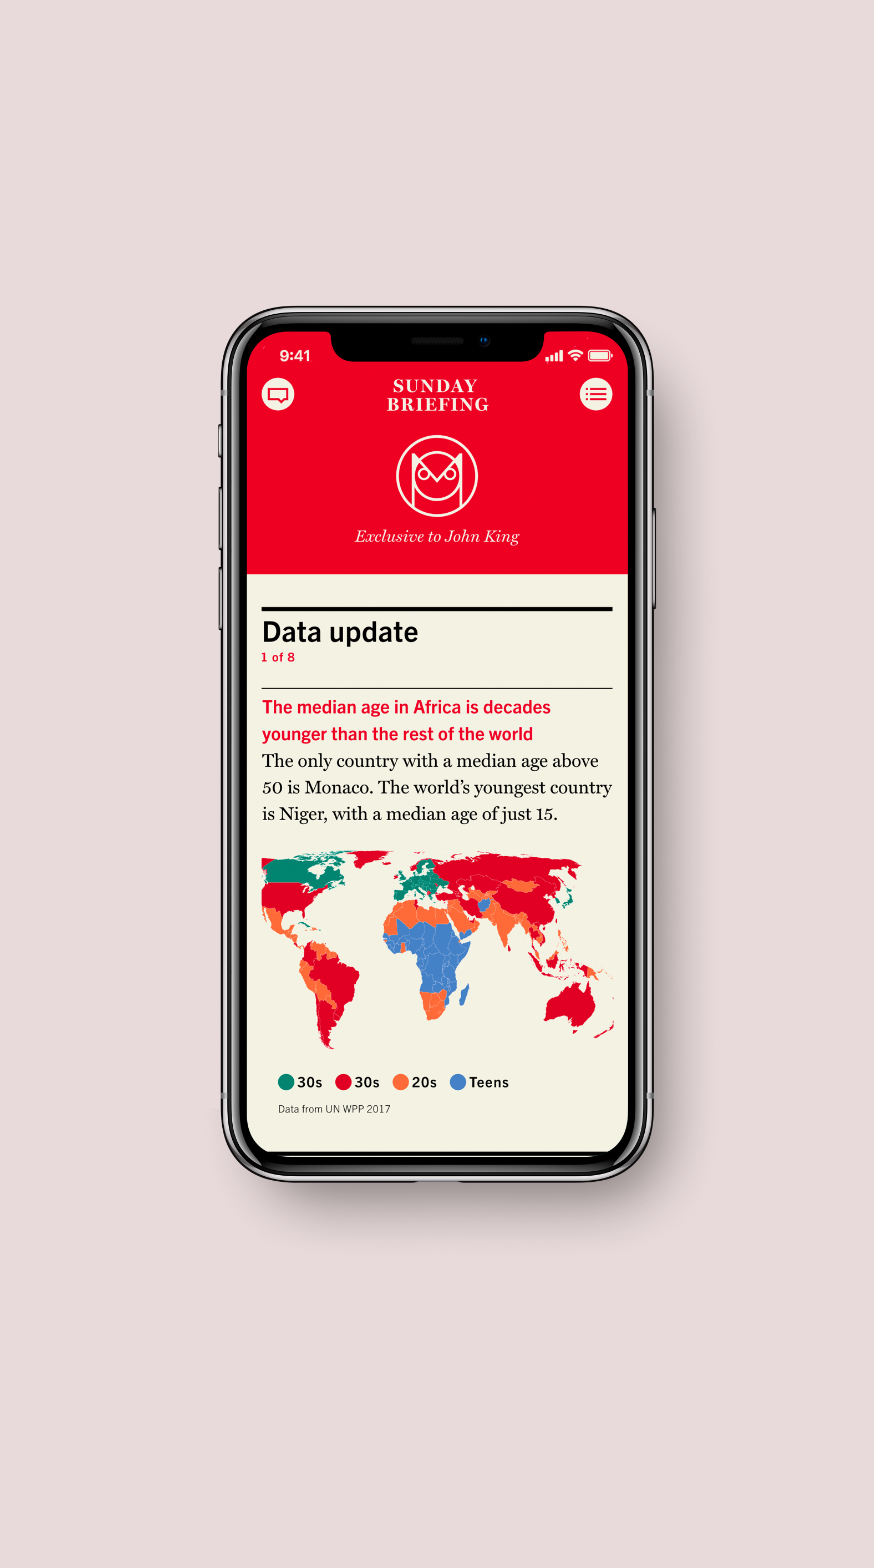 9:41
SUNDAY
BRIEFING
Exclusive to John King
Data update
1 of 8
The median age in Africa is decades
younger than the rest of the world
The only country with a median age above
50 is Monaco. The world’s youngest country
is Niger, with a median age of just 15.
30s 30s 20s Teens
Data from UN WPP 2017